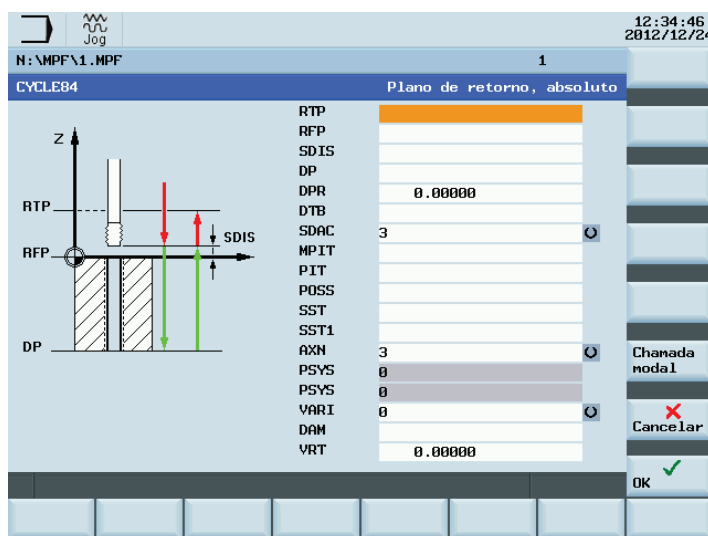 Jog
12:34:46
2012/12/24
N:\MPF\1.MPF 1
CYCLE84 Plano de retorno, absoluto
Z
RTP
RFP
DP
SDIS
RTP
RFP
SDIS
DP
DPR 0.00000
DTB
SDAC 3
MPIT
PIT
POSS
SST
SST1
AXN 3
PSYS 0
PSYS 0
VARI 0
DAM
VRT 0.00000
Chamada
modal
Cancelar
OK